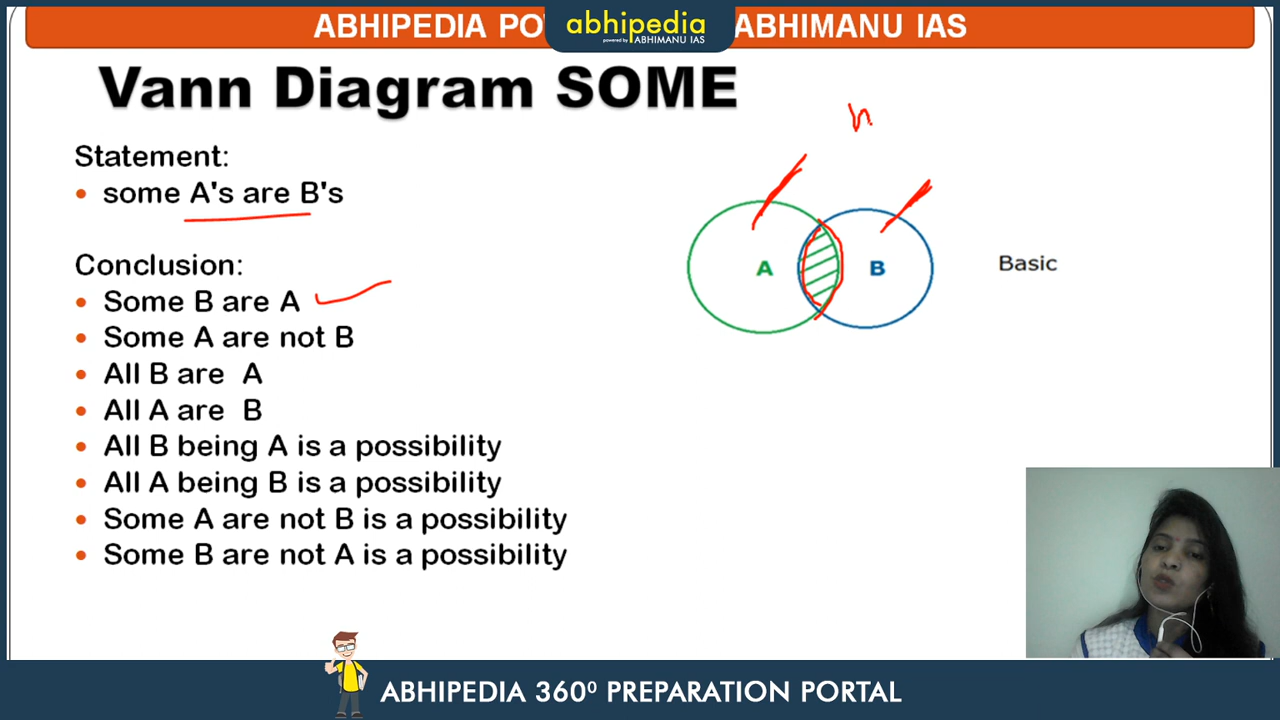 ABHIPEDIA PO
abhipedia
powered by ABHIMANU IAS
ABHIMANU IAS
Vann Diagram SOME
Statement:
• some A's are B's
Conclusion:
• Some B are A
• Some A are not B
• All B are A
• All A are B
• All B being A is a possibility
• All A being B is a possibility
• Some A are not B is a possibility
• Some B are not A is a possibility
A
B
Basic
ABHIPEDIA 360⁰ PREPARATION PORTAL